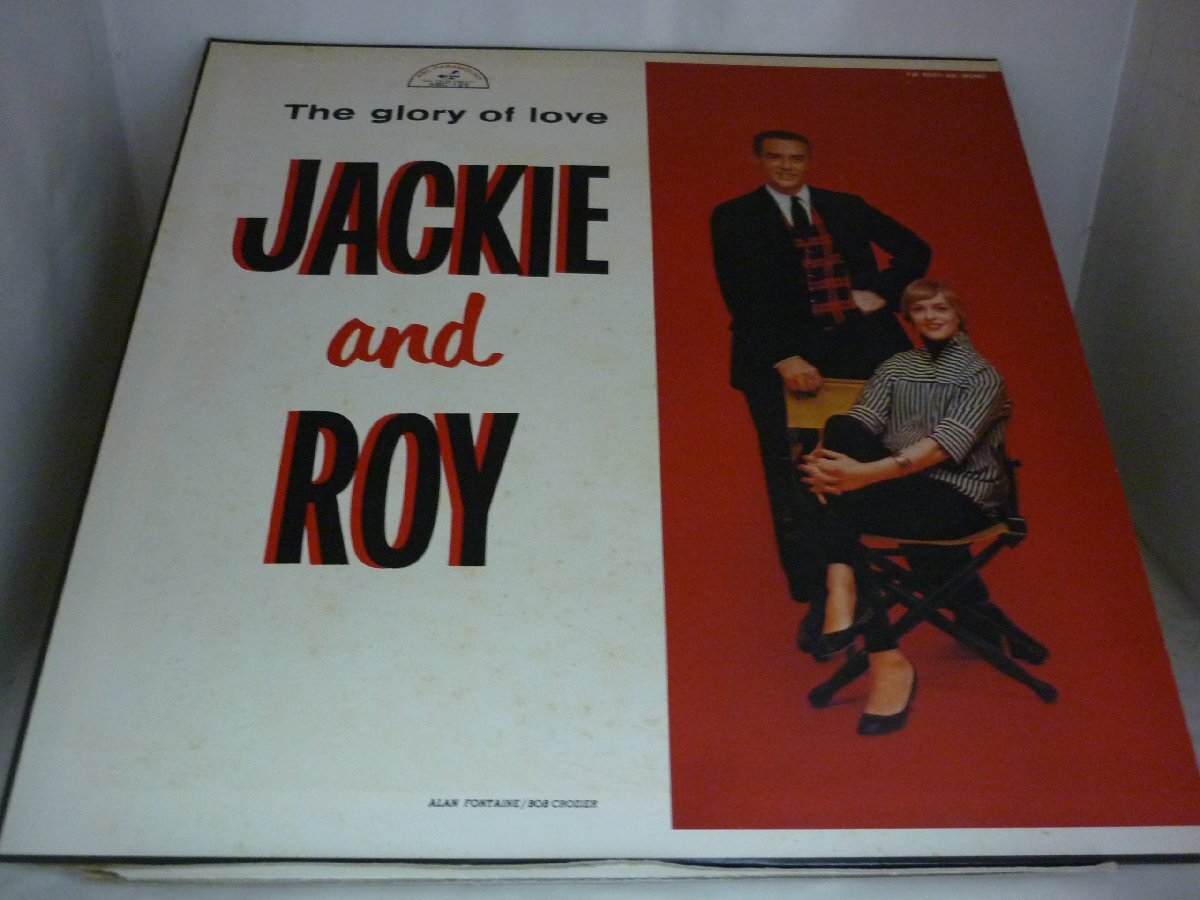 The glory of love
JACKIE
and
ROY
ALAN FONTAINE/BOB CROZIER